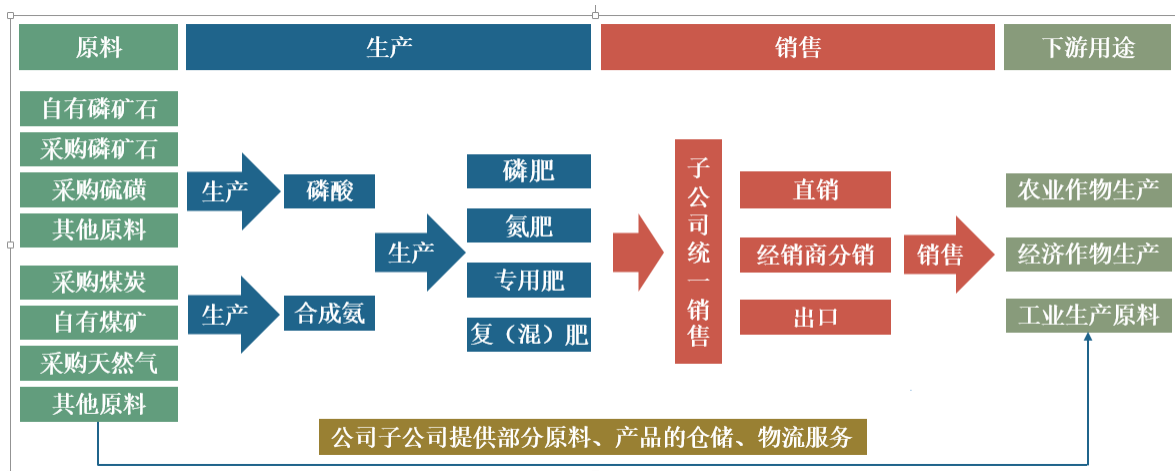 原料
生产
销售
下游用途
自有磷矿石
采购磷矿石
采购硫磺
其他原料
采购煤炭
自有煤矿
采购天然气
其他原料
生产
磷酸
生产
合成氨
生产
磷肥
氮肥
专用肥
复（混）肥
子公司统一销售
直销
经销商分销
出口
销售
农业作物生产
经济作物生产
工业生产原料
公司子公司提供部分原料、产品的仓储、物流服务